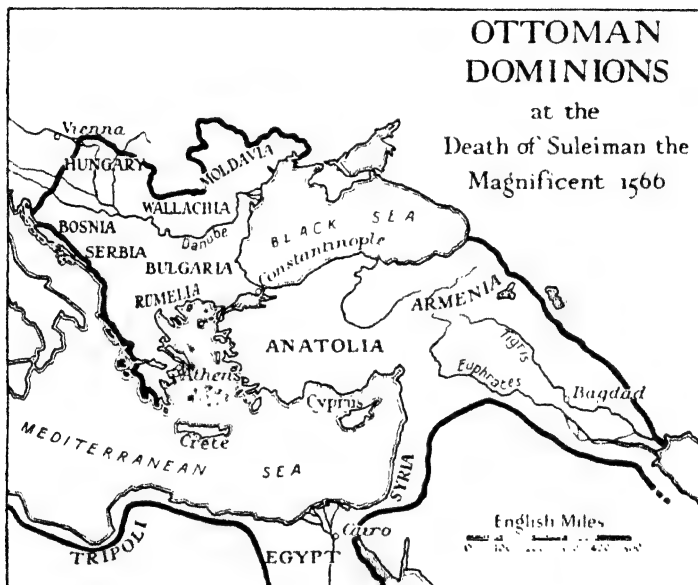 OTTOMAN
DOMINIONS
at the
Death of Suleiman the
Magnificent 1566
Vienna
HUNGARY
MOLDAVIA
WALLACHIA
BOSNIA
SERBIA
Danube
BULGARIA
BLACK SEA
Constantinople
RUMELIA
ARMENIA
ANATOLIA
Tigris
Euphrates
Athens
Cyprus
Bagdad
Crete
MEDITERRANEAN SEA
SYRIA
TRIPOLI
EGYPT
Cairo
English Miles